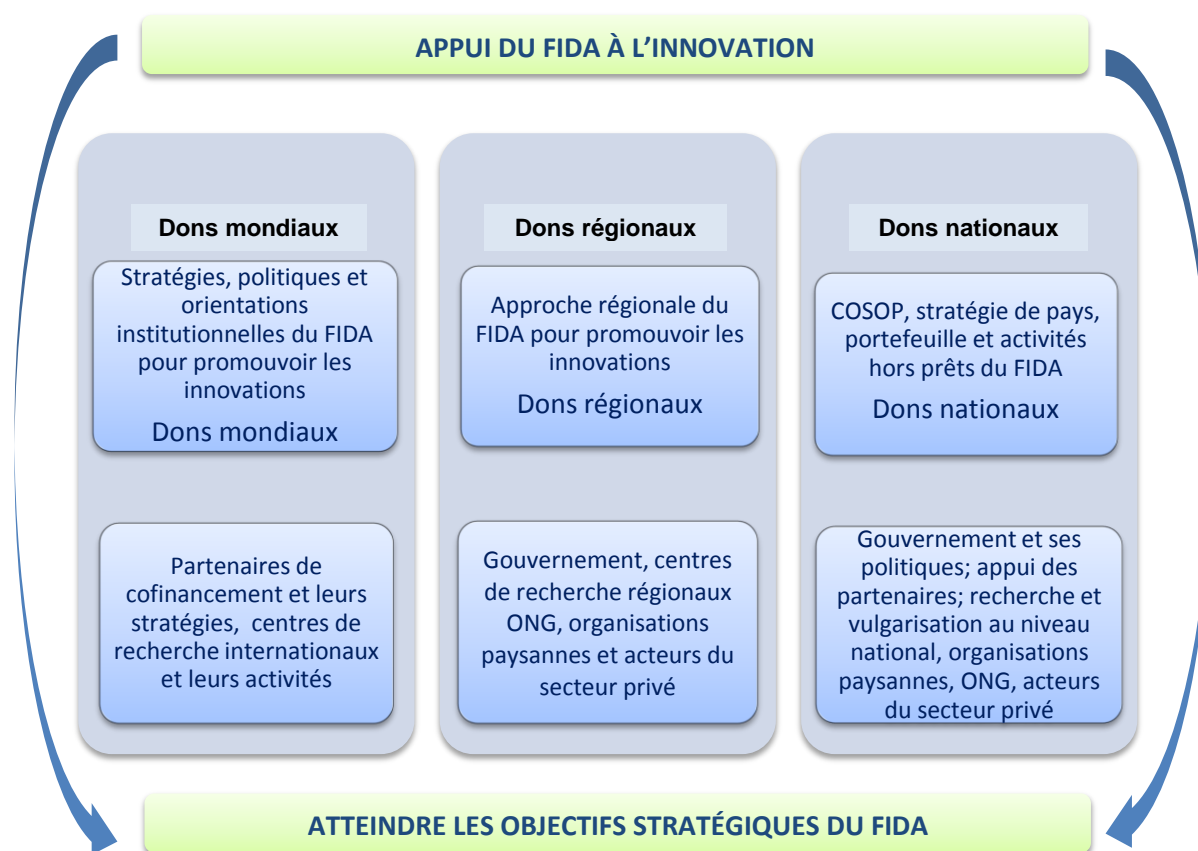 APPUI DU FIDA À L’INNOVATION
Dons mondiaux
Stratégies, politiques et
orientations
institutionnelles du FIDA
pour promouvoir les
innovations
Dons mondiaux
Partenaires de
cofinancement et leurs
stratégies, centres de
recherche internationaux
et leurs activités
Dons régionaux
Approche régionale du
FIDA pour promouvoir les
innovations
Dons régionaux
Gouvernement, centres
de recherche régionaux
ONG, organisations
paysannes et acteurs du
secteur privé
Dons nationaux
COSOP, stratégie de pays,
portefeuille et activités
hors prêts du FIDA
Dons nationaux
Gouvernement et ses
politiques; appui des
partenaires; recherche et
vulgarisation au niveau
national, organisations
paysannes, ONG, acteurs
du secteur privé
ATTEINDRE LES OBJECTIFS STRATÉGIQUES DU FIDA